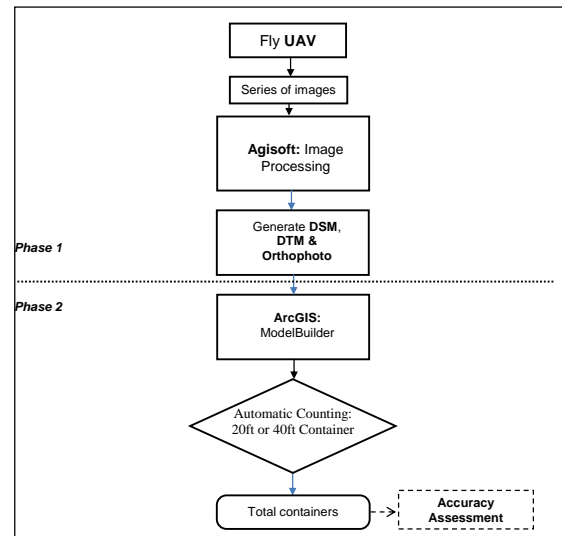 Fly UAV
Series of images
Agisoft: Image
Processing
Generate DSM,
DTM &
Orthophoto
Phase 1
Phase 2
ArcGIS:
ModelBuilder
Automatic Counting:
20ft or 40ft Container
Total containers
Accuracy
Assessment